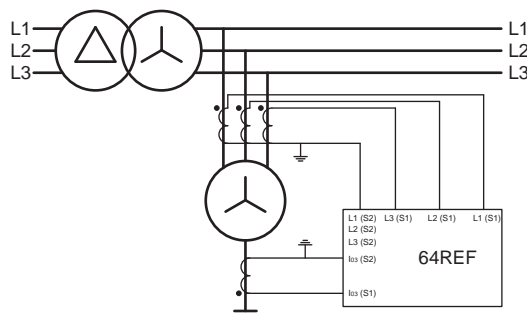 L1 L1
L2 L2
L3 L3
L1 (S2) L3 (S1) L2 (S1) L1 (S1)
L2 (S2)
L3 (S2)
I03 (S2) 64REF
I03 (S1)